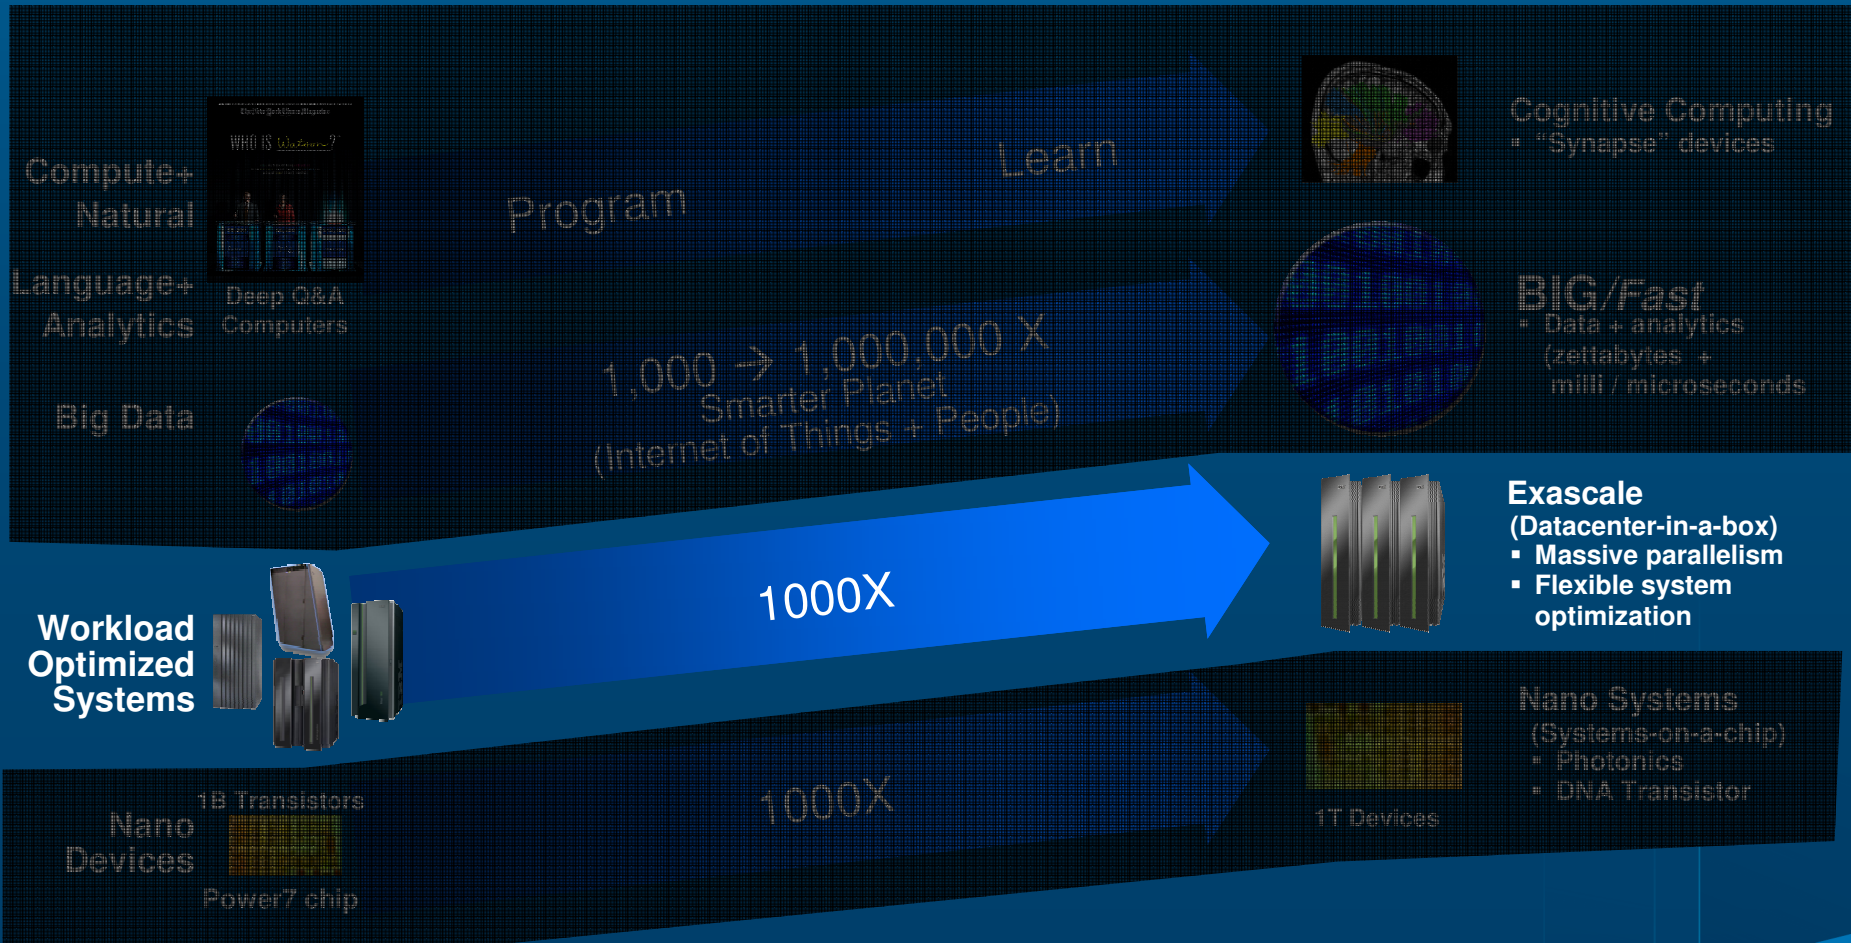 Compute+
Natural
Language+
Analytics
WHO IS Watson?
Deep Q&A
Computers
Program
Learn
Cognitive Computing
▪ “Synapse” devices
Big Data
1,000 → 1,000,000 X
Smarter Planet
(Internet of Things + People)
BIG/Fast
▪ Data + analytics
(zettabytes +
milli / microseconds
Workload
Optimized
Systems
1000X
Exascale
(Datacenter-in-a-box)
▪ Massive parallelism
▪ Flexible system
optimization
Nano
Devices
1B Transistors
Power7 chip
1000X
1T Devices
Nano Systems
(Systems-on-a-chip)
▪ Photonics
▪ DNA Transistor